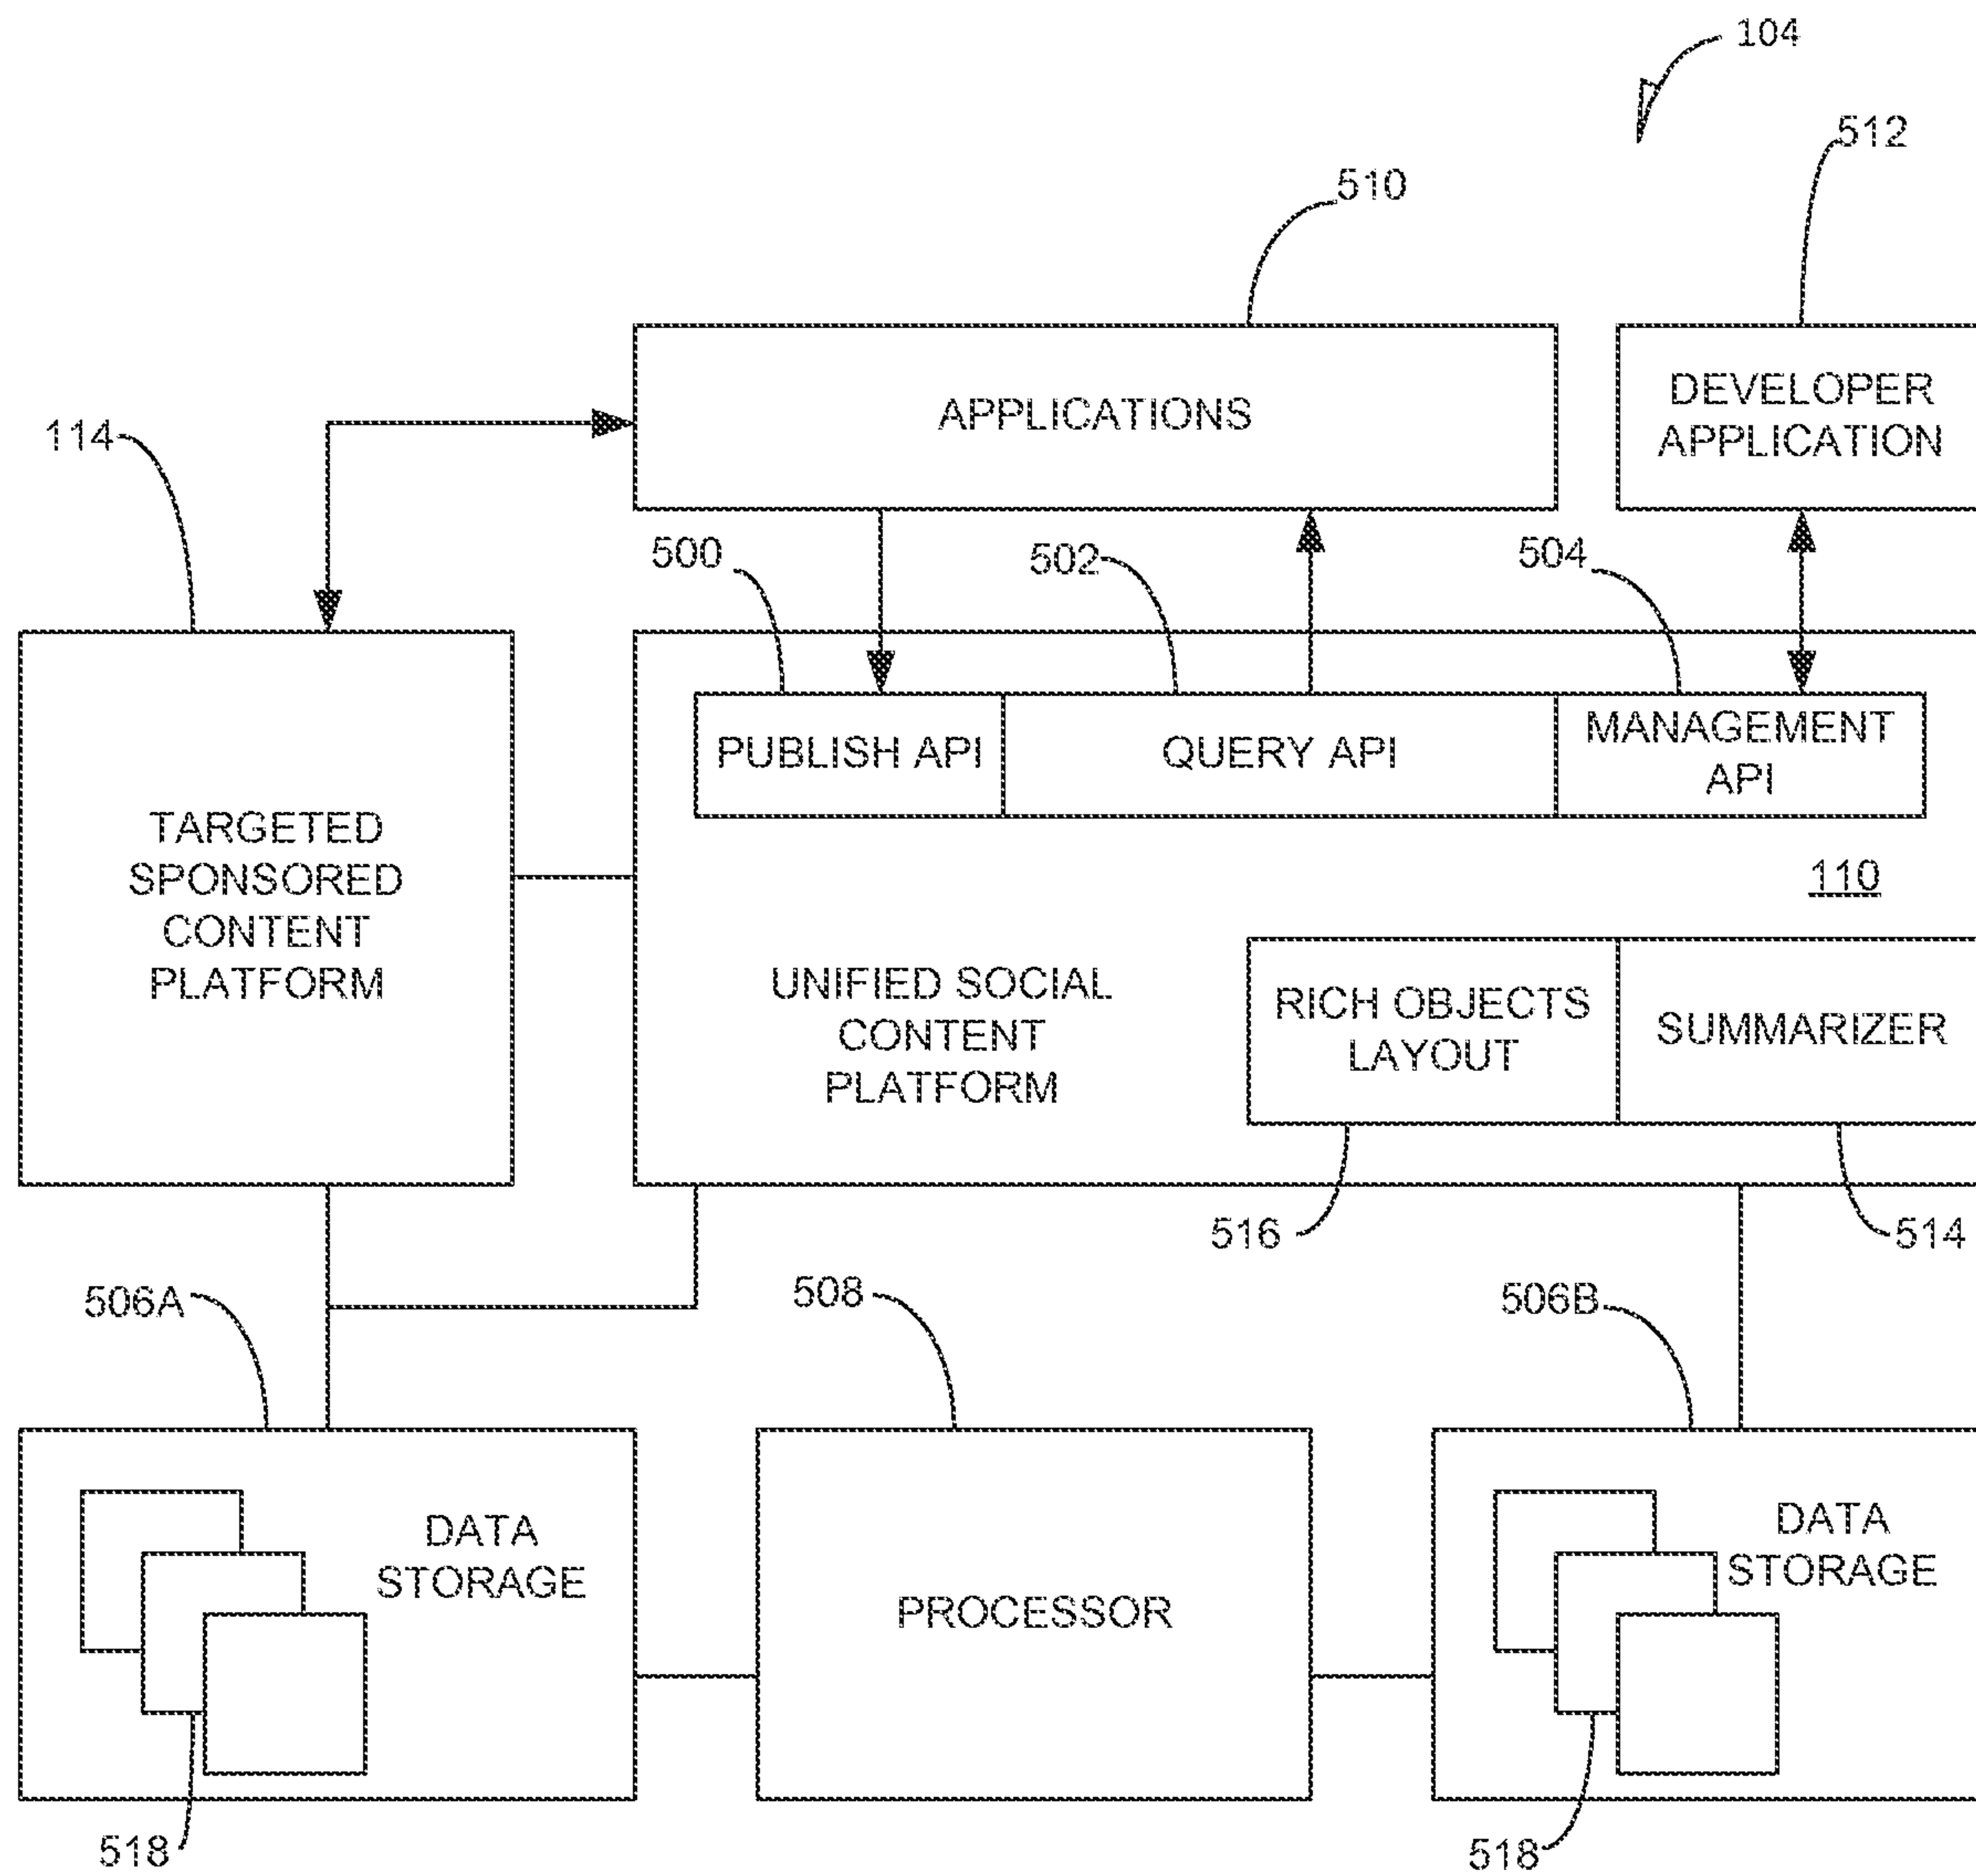 104
512
510
APPLICATIONS
DEVELOPER
APPLICATION
114
500
502
504
PUBLISH API
QUERY API
MANAGEMENT
API
TARGETED
SPONSORED
CONTENT
PLATFORM
110
UNIFIED SOCIAL
CONTENT
PLATFORM
RICH OBJECTS
LAYOUT
SUMMARIZER
516
514
506A
508
506B
DATA
STORAGE
PROCESSOR
DATA
STORAGE
518
518